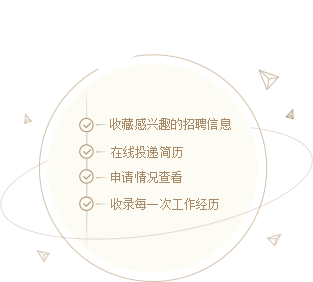 收藏感兴趣的招聘信息
在线投递简历
申请情况查看
收录每一次工作经历